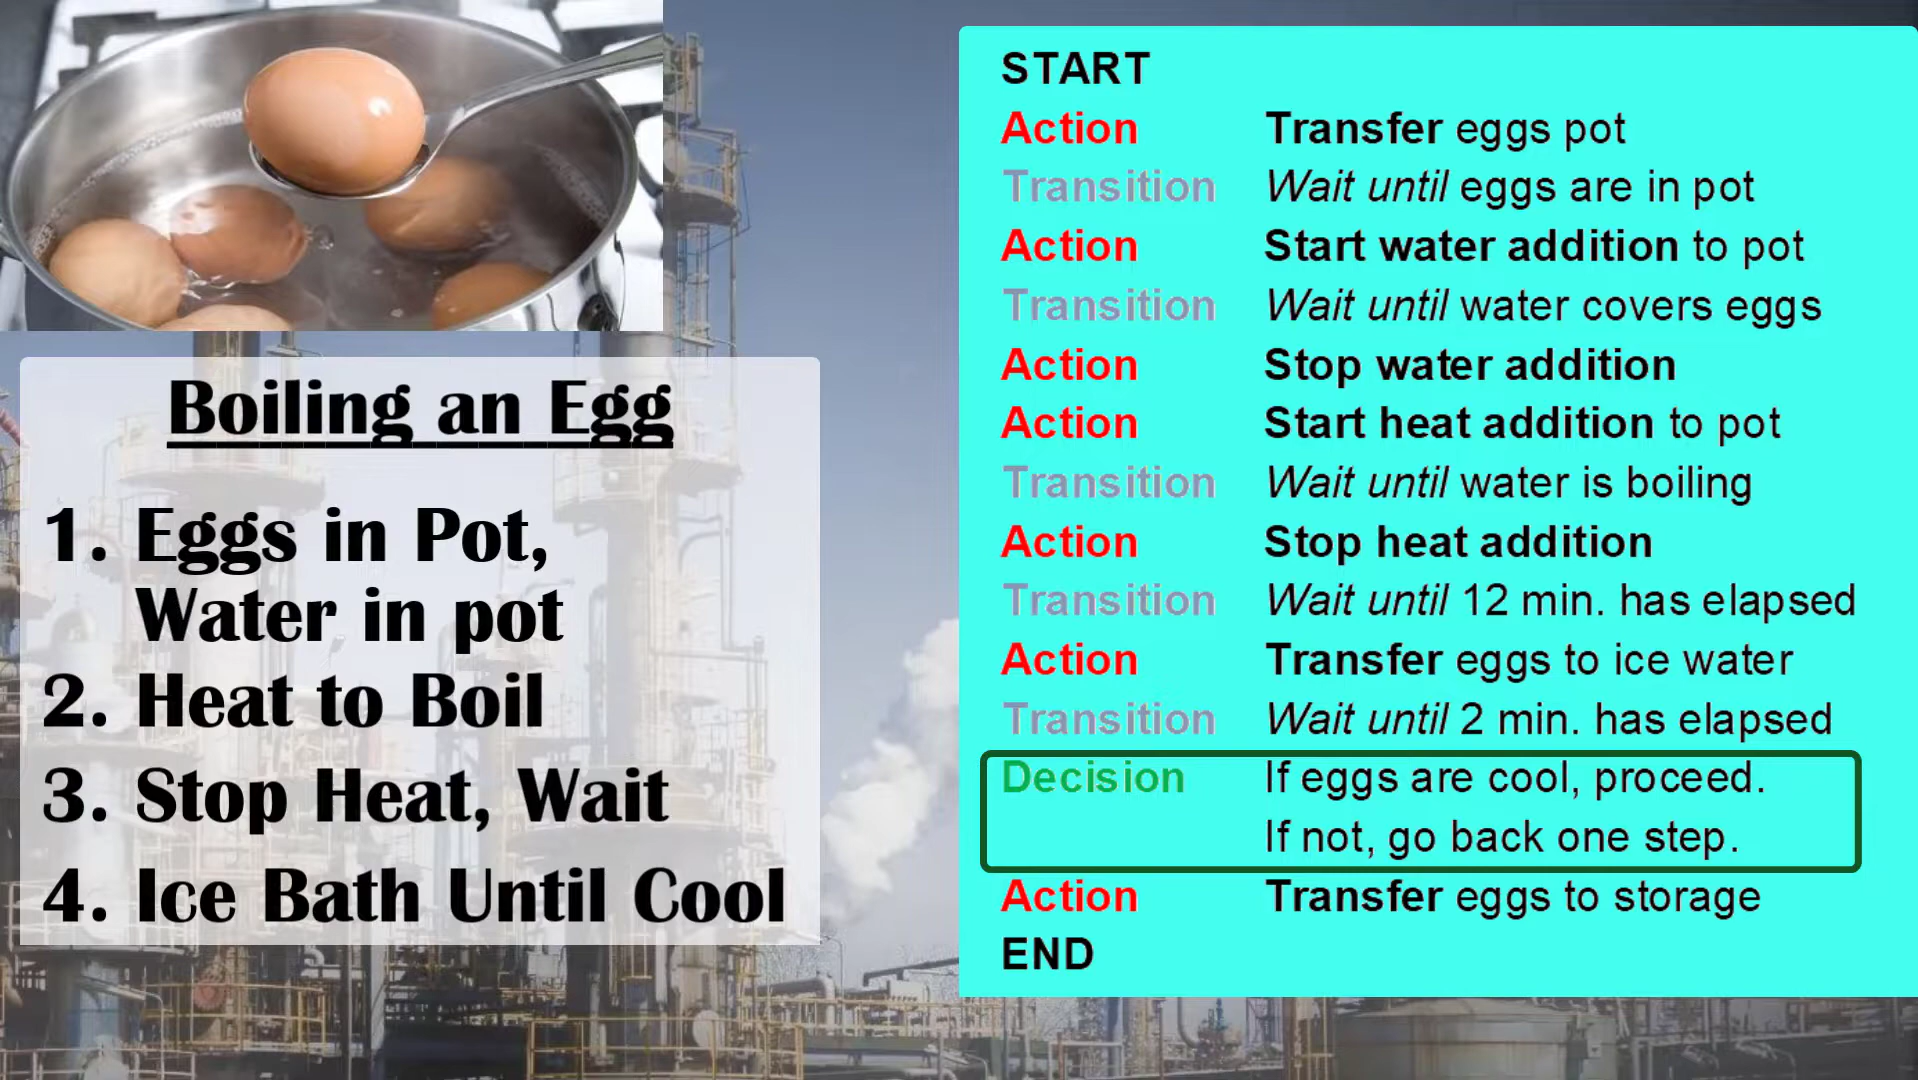 Boiling an Egg
1. Eggs in Pot,
Water in pot
2. Heat to Boil
3. Stop Heat, Wait
4. Ice Bath Until Cool
START
Action Transfer eggs pot
Transition Wait until eggs are in pot
Action Start water addition to pot
Transition Wait until water covers eggs
Action Stop water addition
Action Start heat addition to pot
Transition Wait until water is boiling
Action Stop heat addition
Transition Wait until 12 min. has elapsed
Action Transfer eggs to ice water
Transition Wait until 2 min. has elapsed
Decision If eggs are cool, proceed.
If not, go back one step.
Action Transfer eggs to storage
END